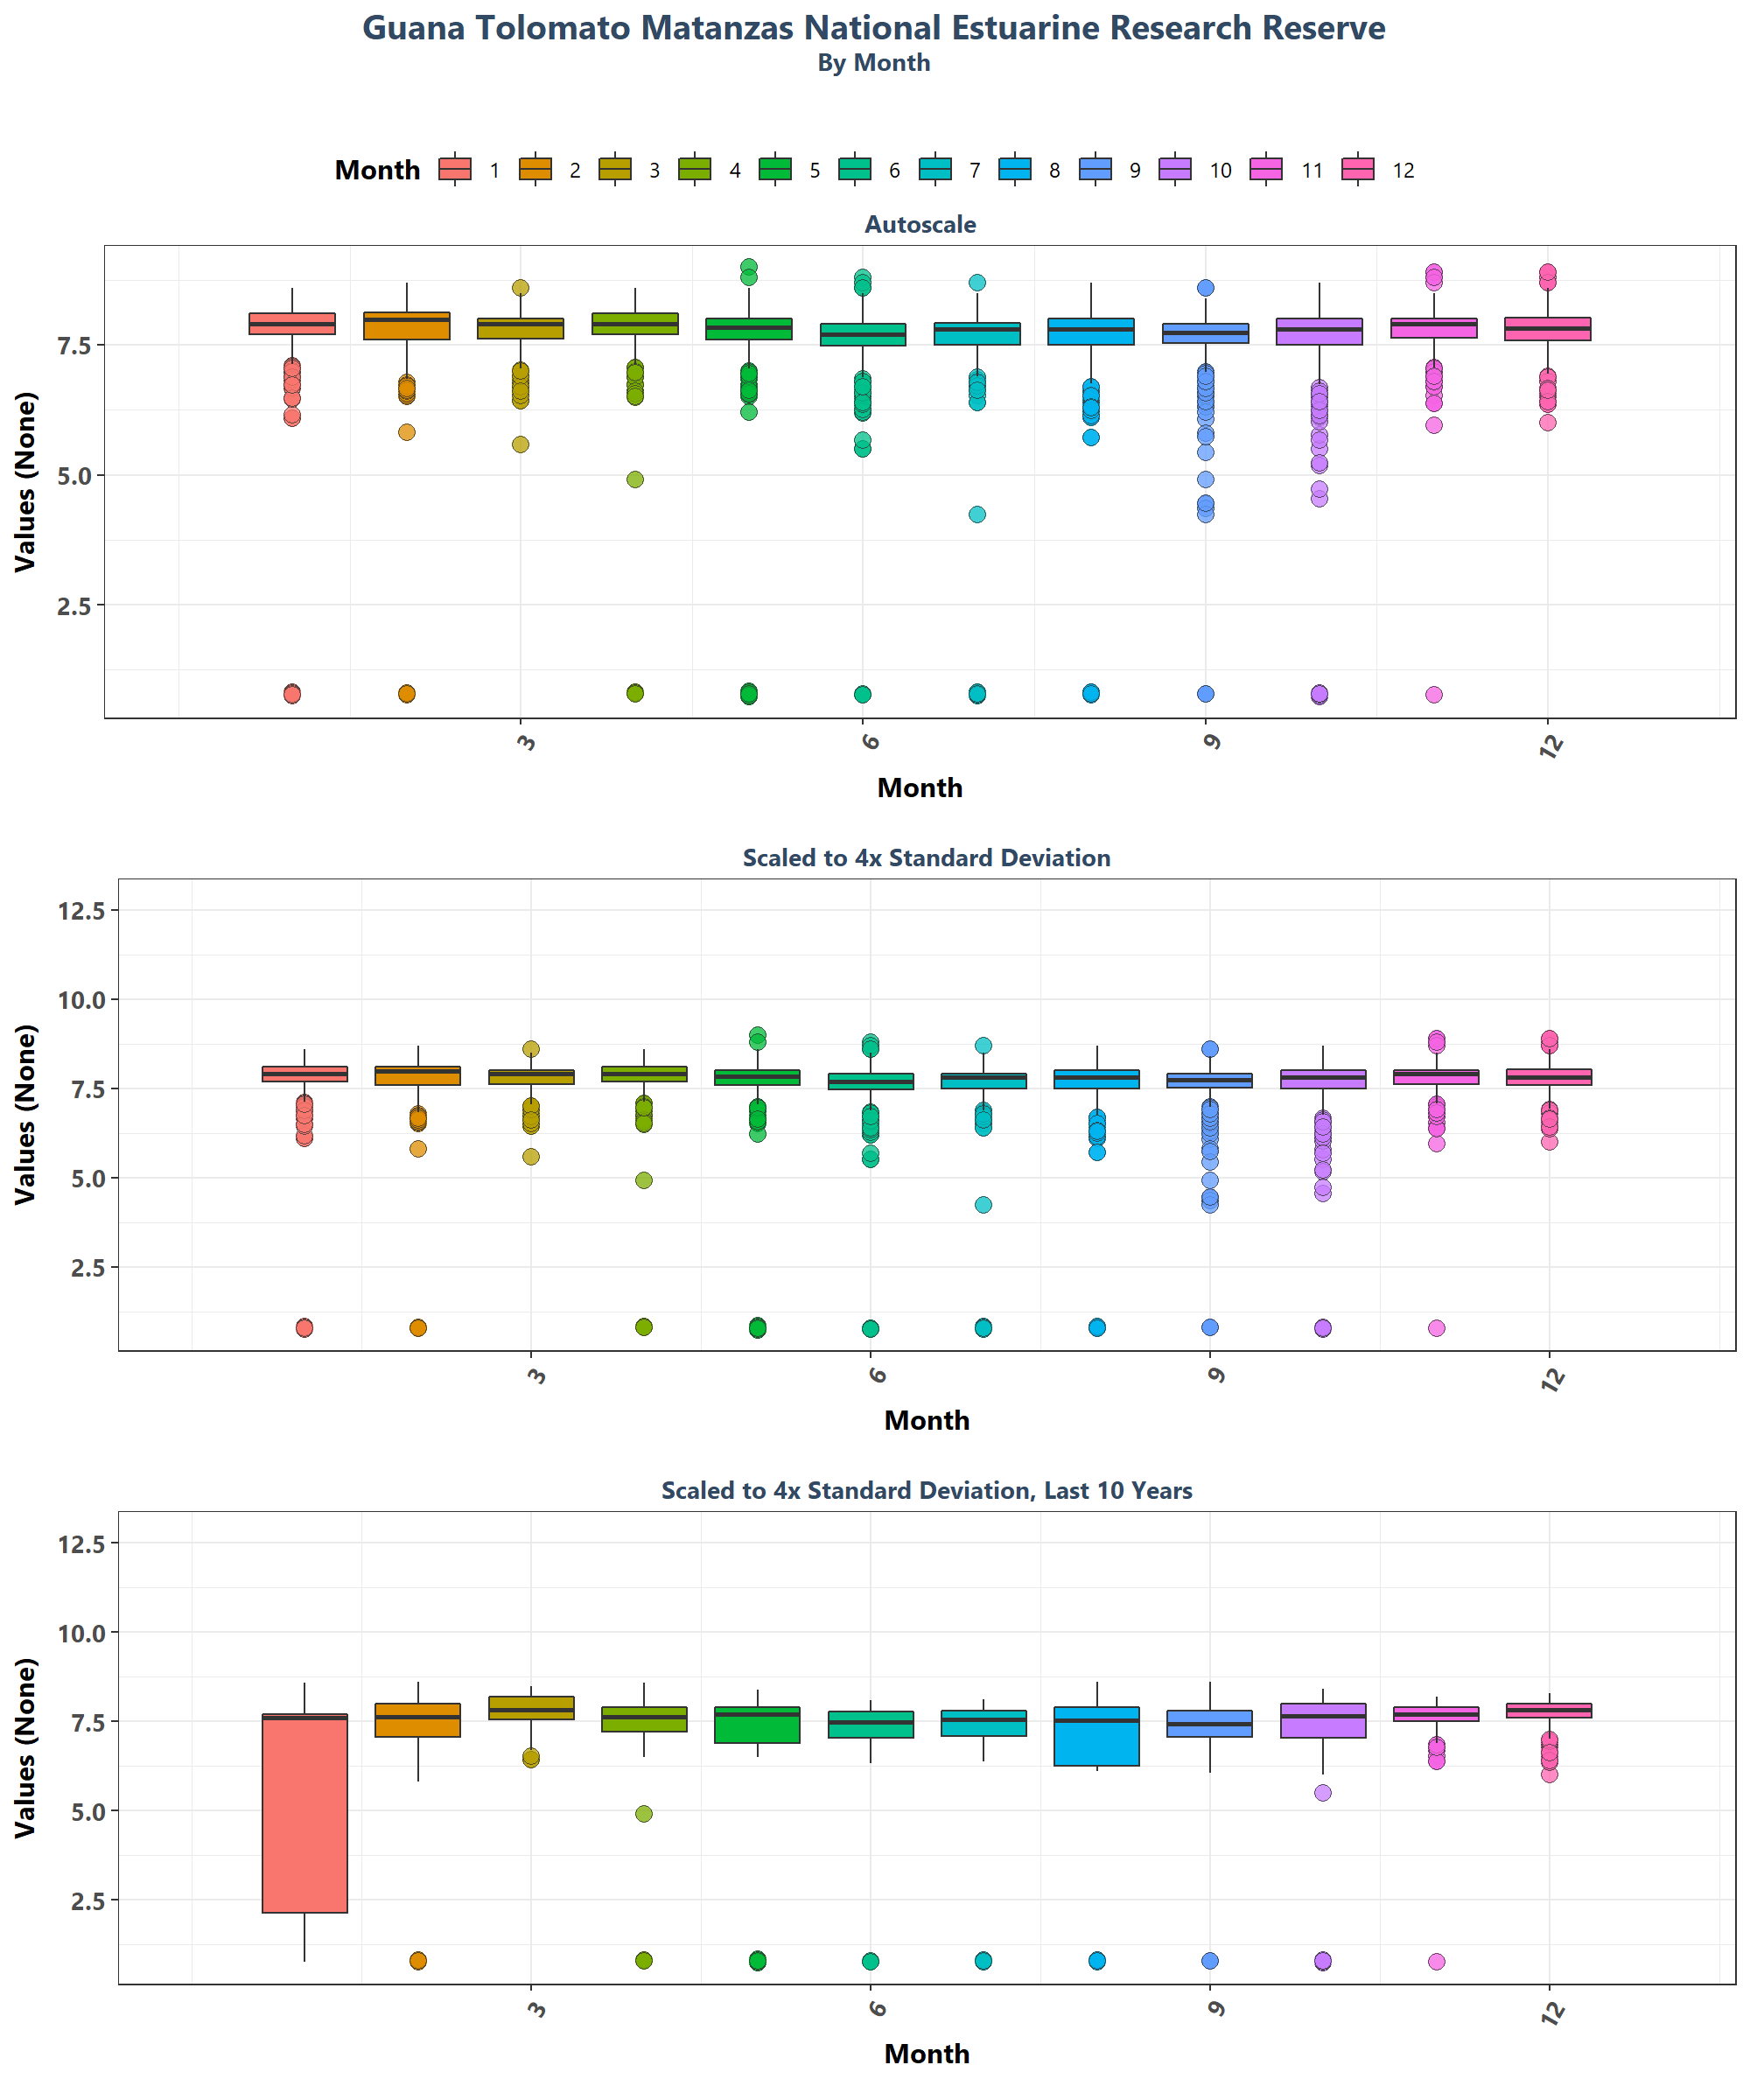 Guana Tolomato Matanzas National Estuarine Research Reserve
By Month
Month 1 2 3 4 5 6 7 8 9 10 11 12
Autoscale
Values (None)
7.5
5.0
2.5
3 6 9 12
Month
Scaled to 4x Standard Deviation
Values (None)
12.5
10.0
7.5
5.0
2.5
3 6 9 12
Month
Scaled to 4x Standard Deviation, Last 10 Years
Values (None)
12.5
10.0
7.5
5.0
2.5
3 6 9 12
Month